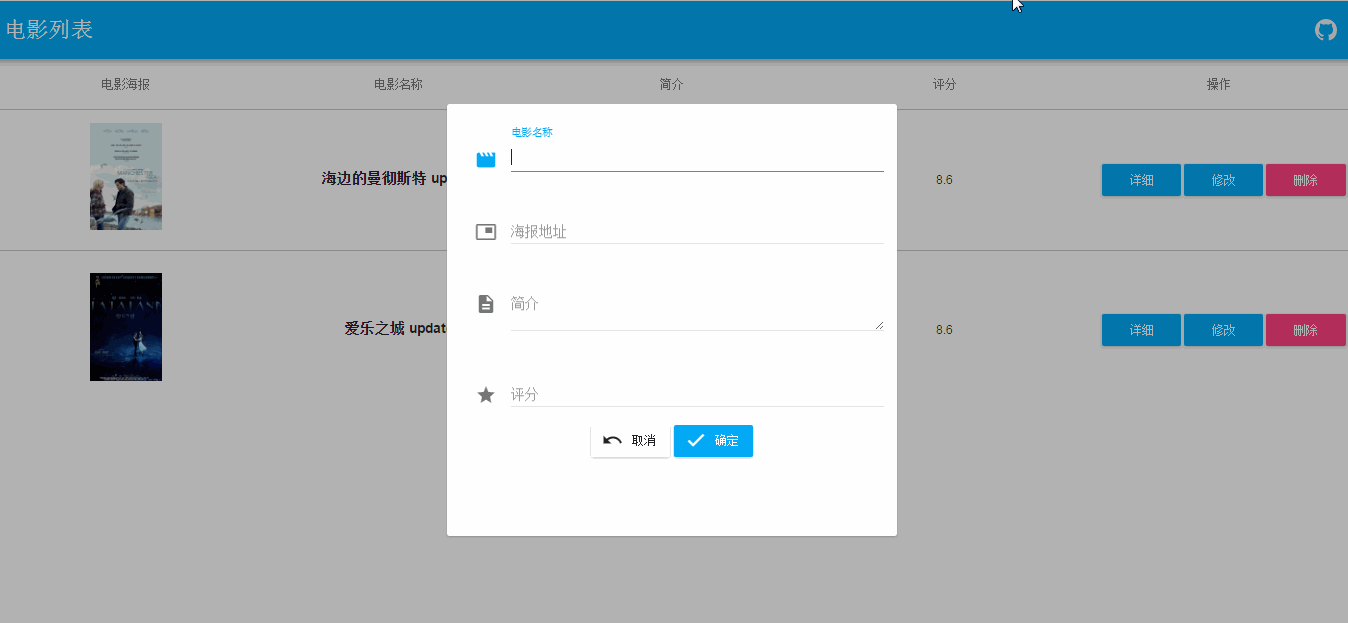 电影列表
电影海报 电影名称 简介 评分 操作
电影名称
海边的曼彻斯特 up
8.6
详细 修改 删除
海报地址
简介
爱乐之城 updat
8.6
详细 修改 删除
评分
取消 确定
MANCHESTER
LALALAND